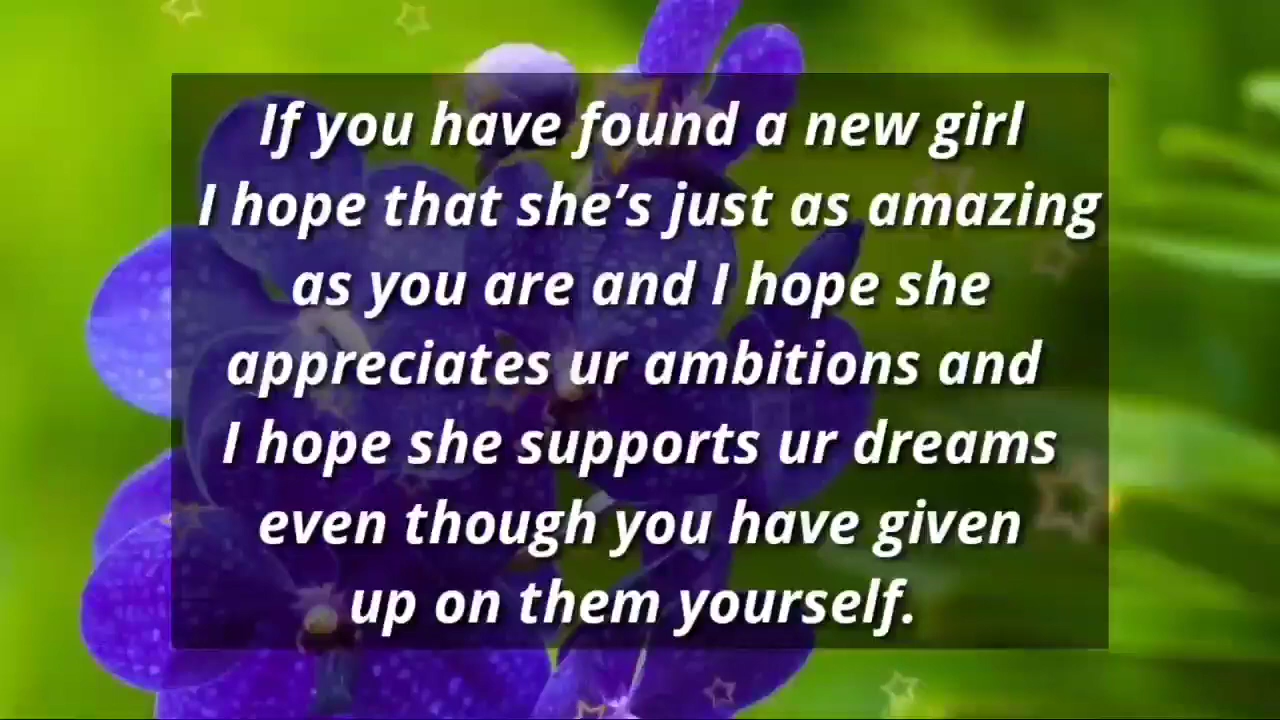 If you have found a new girl
I hope that she’s just as amazing
as you are and I hope she
appreciates ur ambitions and
I hope she supports ur dreams
even though you have given
up on them yourself.